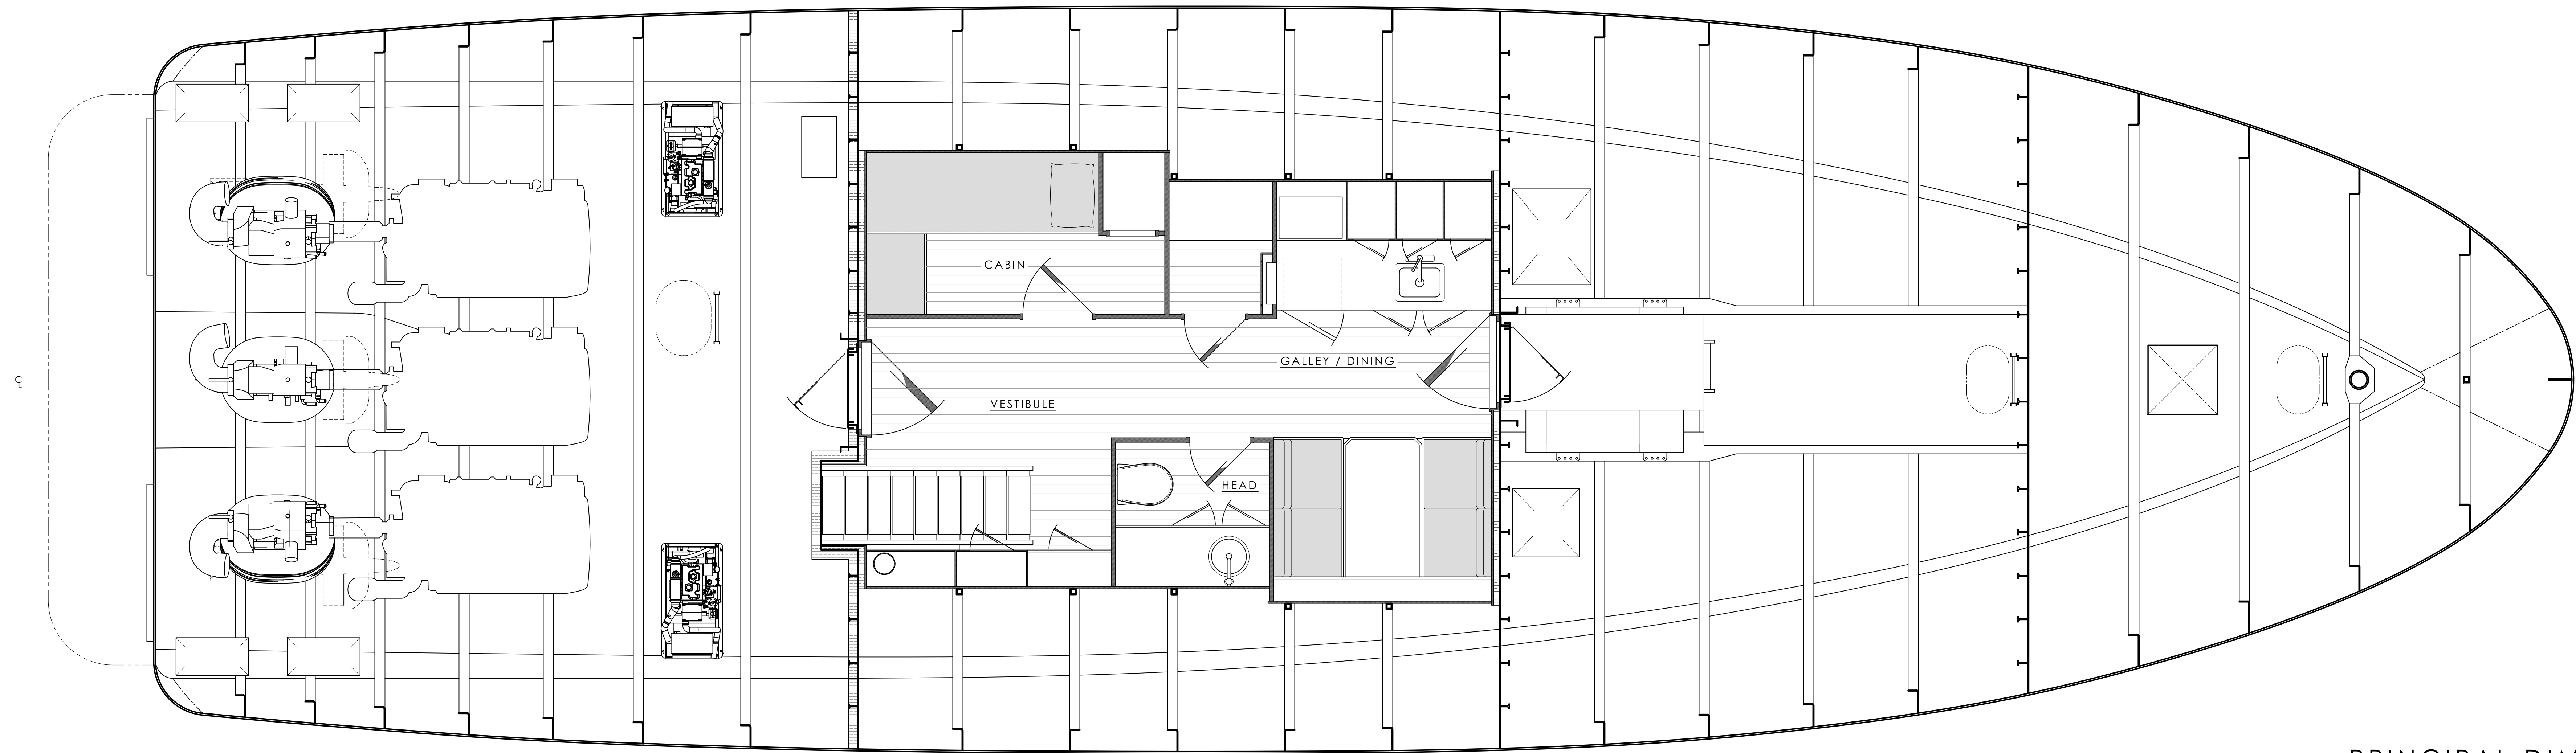 CABIN
GALLEY / DINING
℄
VESTIBULE
HEAD